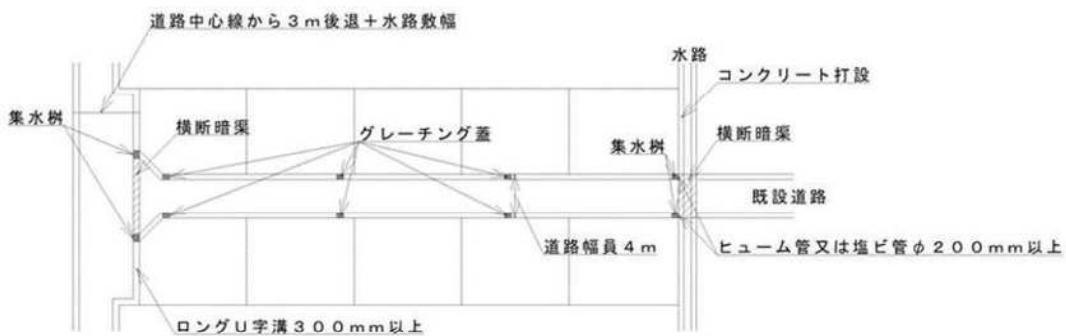 道路中心線から3m後退+水路敷幅
水路
コンクリート打設
集水桝
横断暗渠
グレーチング蓋
集水桝
横断暗渠
既設道路
道路幅員4m
ヒューム管又は塩ビ管φ200mm以上
ロングU字溝300mm以上